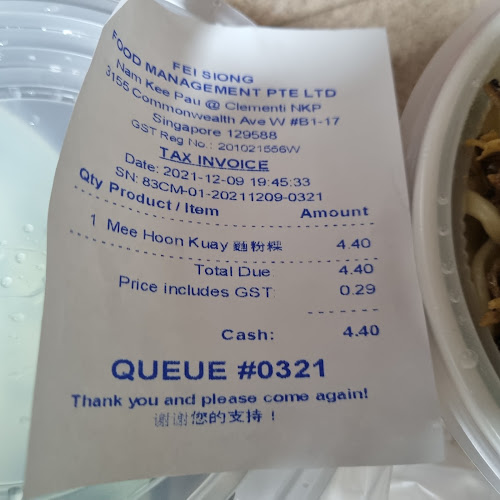 FEI SIONG
FOOD MANAGEMENT PTE LTD
Nam Kee Pau @ Clementi NKP
3155 Commonwealth Ave W #B1-17
Singapore 129588
GST Reg No.: 201021556W
TAX INVOICE
Date: 2021-12-09 19:45:33
SN: 83CM-01-20211209-0321
Qty Product / Item Amount
1 Mee Hoon Kuay 麵粉粿 4.40
Total Due 4.40
Price includes GST: 0.29
Cash: 4.40
QUEUE #0321
Thank you and please come again!
谢谢您的支持！